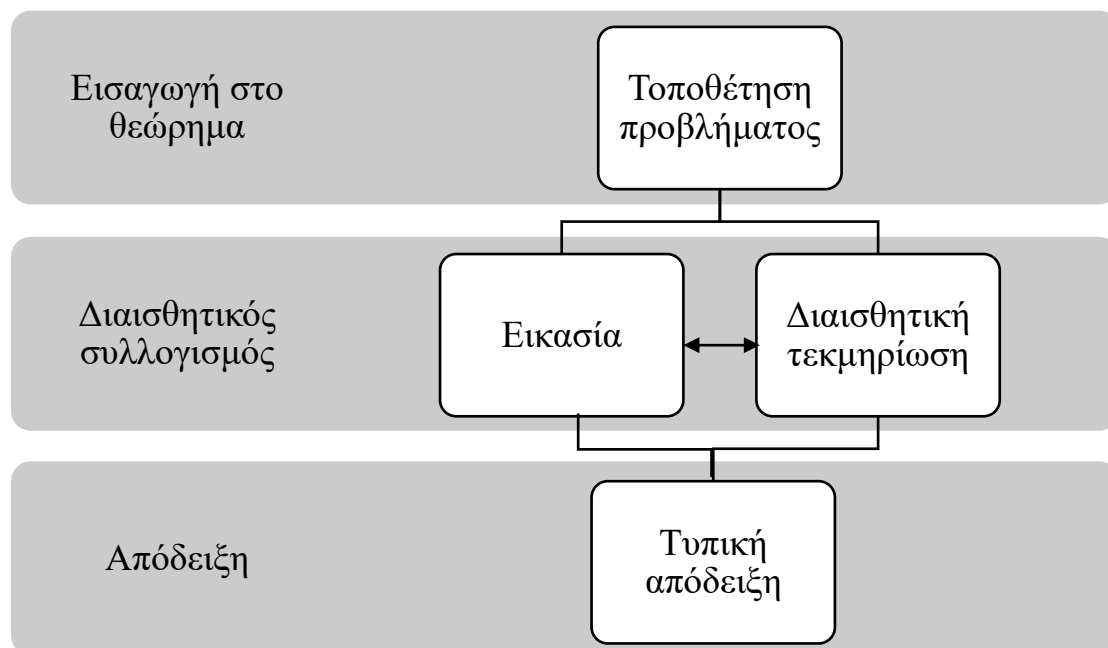 Εισαγωγή στο
θεώρημα
Τοποθέτηση
προβλήματος
Διαισθητικός
συλλογισμός
Εικασία
Διαισθητική
τεκμηρίωση
Απόδειξη
Τυπική
απόδειξη